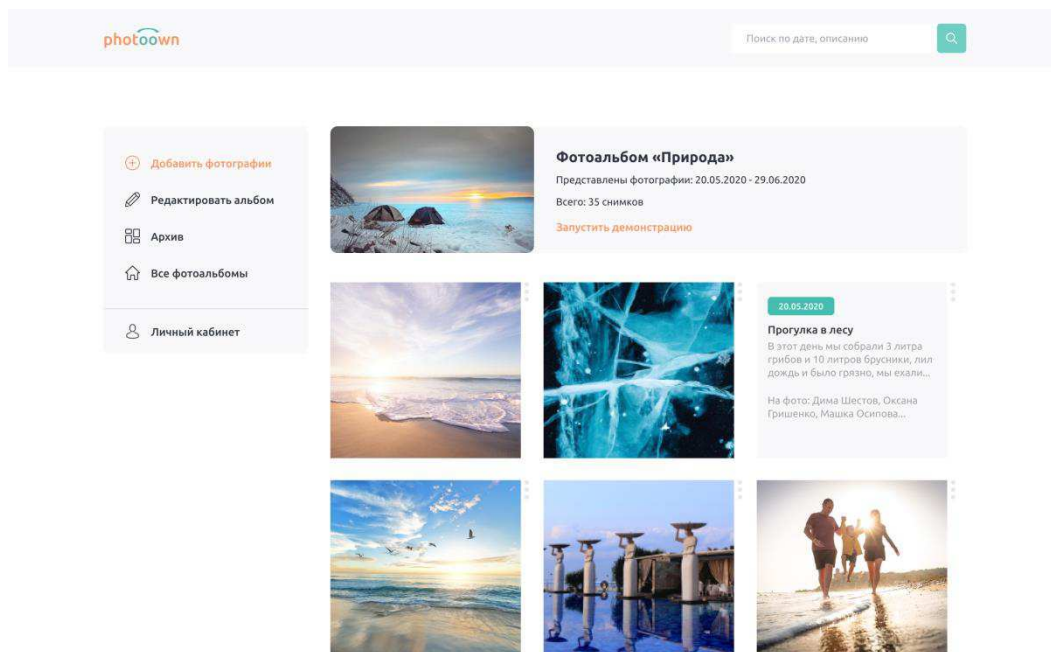 photoown
Поиск по дате, описанию
Добавить фотографии
Редактировать альбом
Архив
Все фотоальбомы
Личный кабинет
Фотоальбом «Природа»
Представлены фотографии: 20.05.2020 - 29.06.2020
Всего: 35 снимков
Запустить демонстрацию
20.05.2020
Прогулка в лесу
В этот день мы собрали 3 литра
грибов и 10 литров брусники, лил
дождь и было грязно, мы ехали...
На фото: Дима Шестов, Оксана
Гришенко, Машка Осипова...